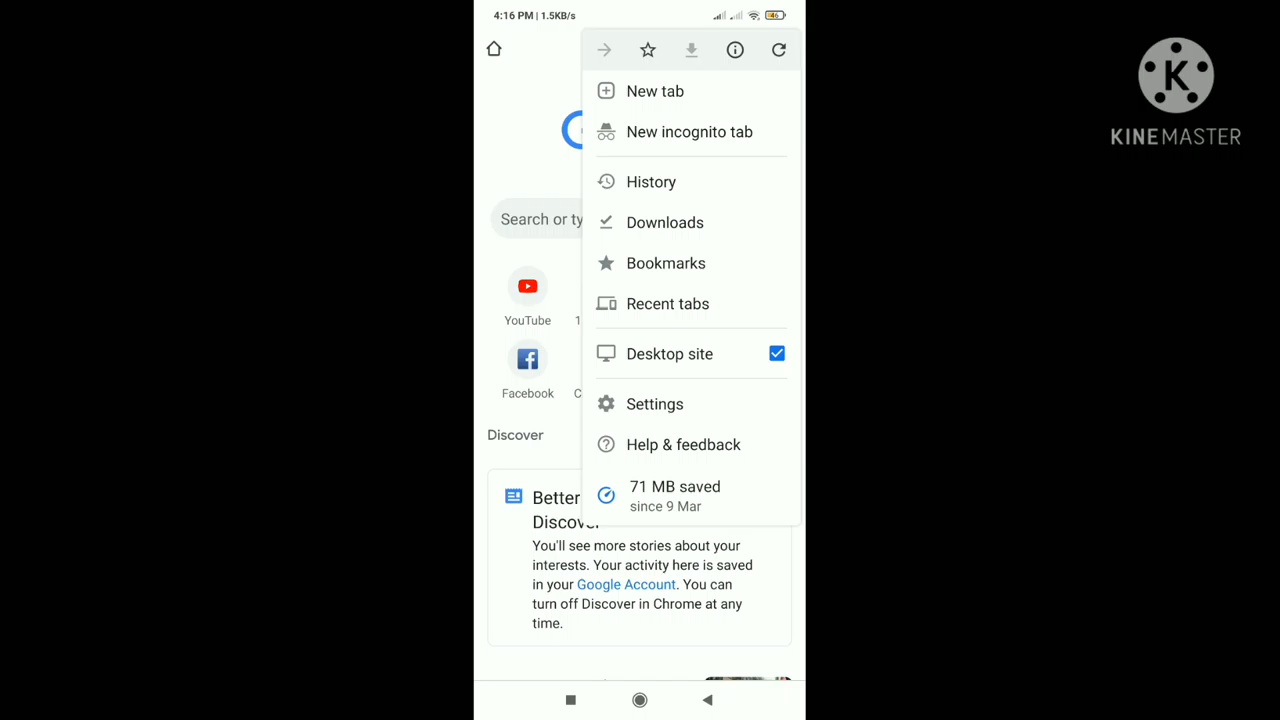 4:16 PM | 1.5KB/s
46
KINEMASTER
New tab
New incognito tab
History
Downloads
Bookmarks
Recent tabs
Desktop site
Settings
Help & feedback
71 MB saved
since 9 Mar
Search or ty
YouTube
1
Facebook
C
Discover
Better
Discover
You'll see more stories about your
interests. Your activity here is saved
in your Google Account. You can
turn off Discover in Chrome at any
time.